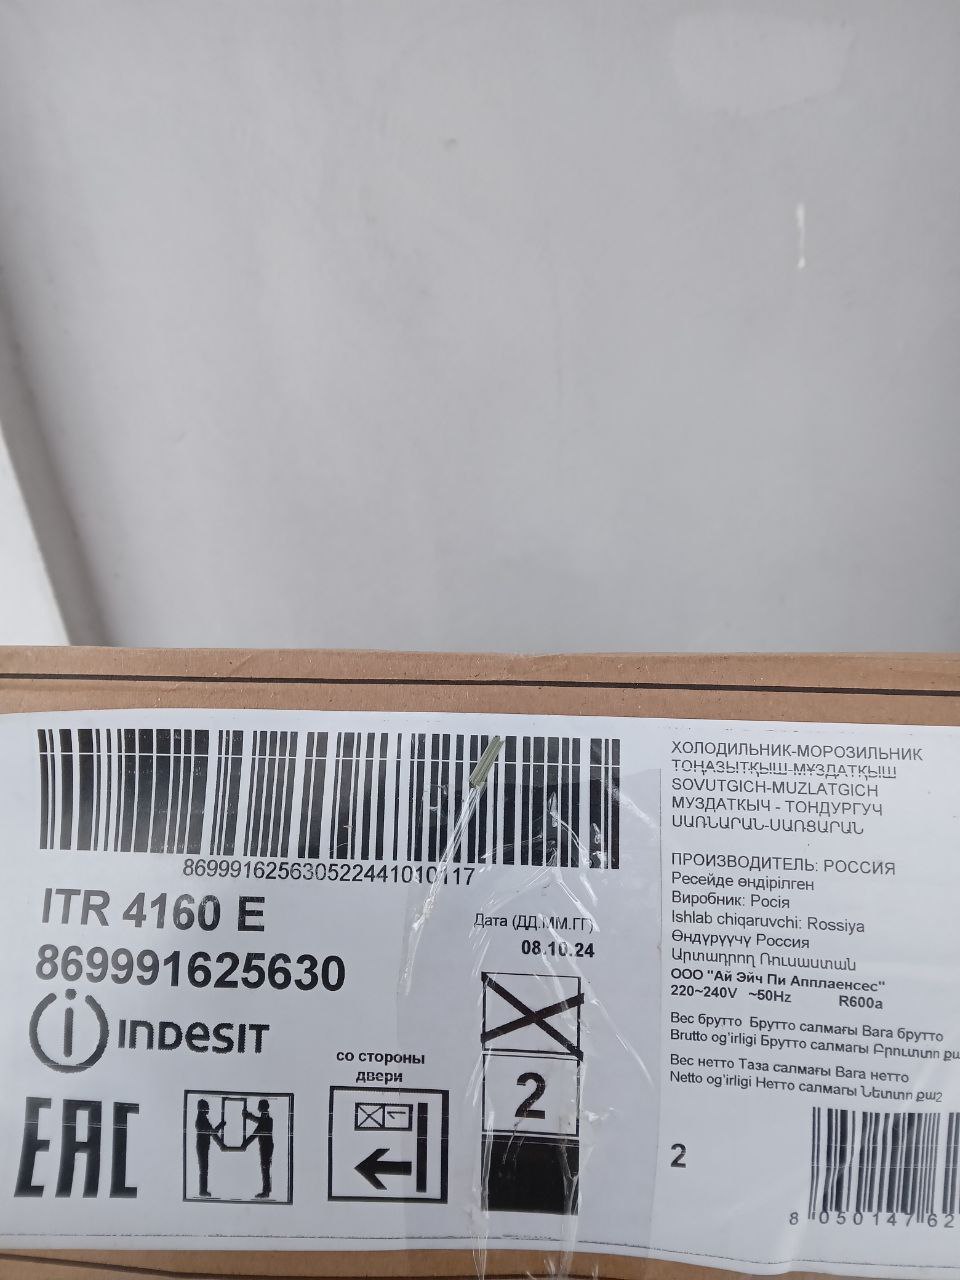 869991625630522441010117
ITR 4160 E
869991625630
indesit
EAC
со стороны
двери
Дата (ДД.ММ.ГГ)
08.10.24
2
ХОЛОДИЛЬНИК-МОРОЗИЛЬНИК
ТОҢАЗЫТҚЫШ-МҰЗДАТҚЫШ
SOVUTGICH-MUZLATGICH
МУЗДАТКЫЧ - ТОНДУРГУЧ
ՍԱՌՆԱՐԱՆ-ՍԱՌՑԱՐԱՆ
ПРОИЗВОДИТЕЛЬ: РОССИЯ
Ресейде өндірілген
Виробник: Росія
Ishlab chiqaruvchi: Rossiya
Өндүрүүчү Россия
Արտադրող Ռուսաստան
ООО "Ай Эйч Пи Апплаенсес"
220~240V ~50Hz R600a
Вес брутто Брутто салмағы Вага брутто
Brutto og'irligi Брутто салмагы Բրուտտո քա
Вес нетто Таза салмағы Вага нетто
Netto og'irligi Нетто салмагы Նետտո քաշ
2
8 050147 62